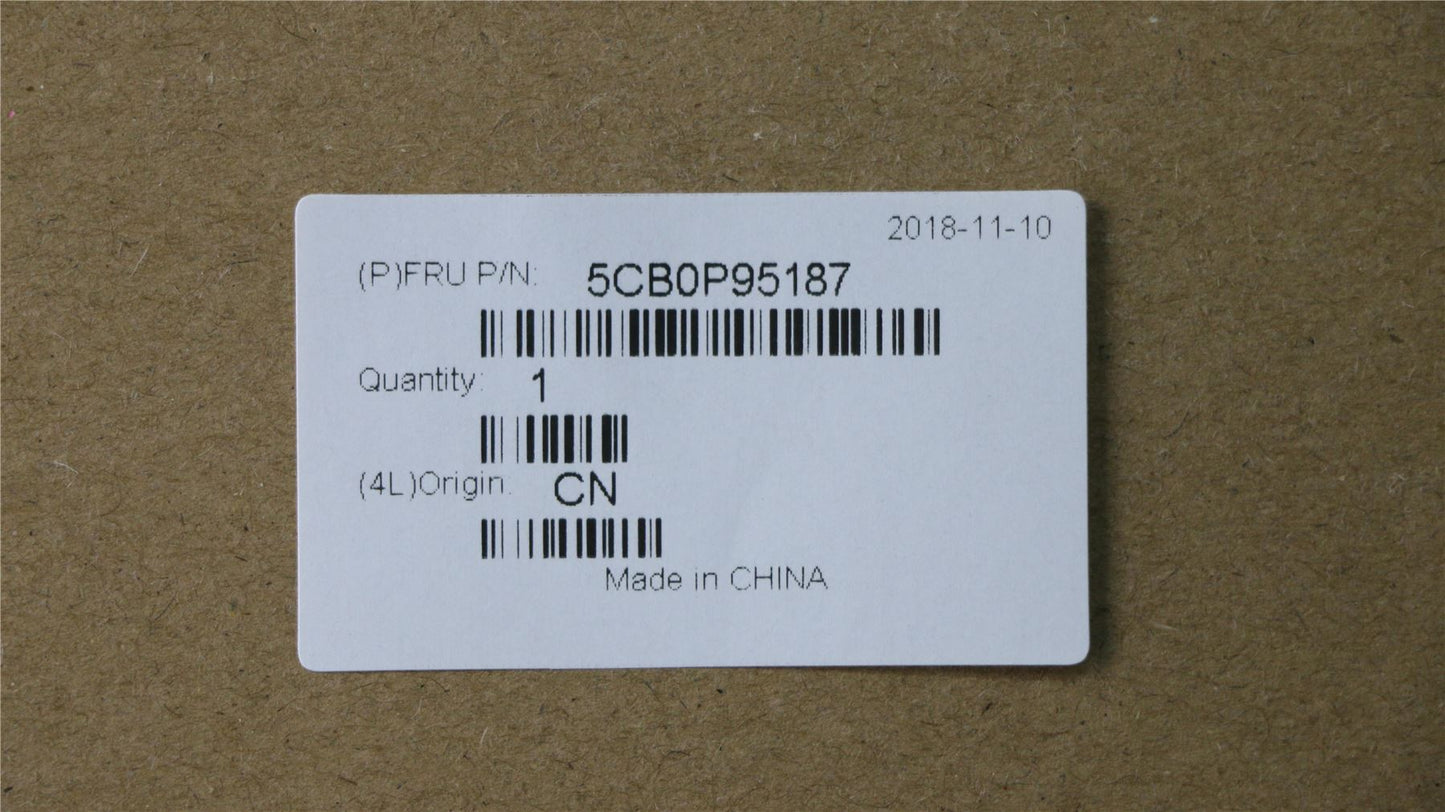 2018-11-10
(P)FRU P/N: 5CB0P95187
Quantity: 1
(4L)Origin: CN
Made in CHINA